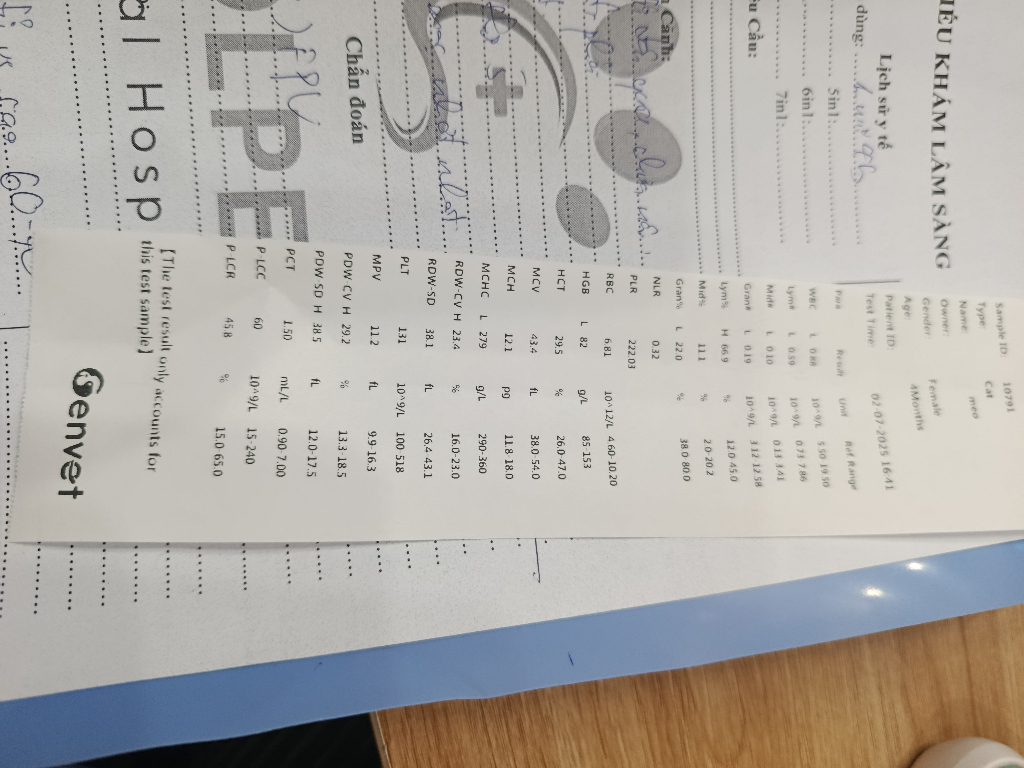 PHIẾU KHÁM LÂM SÀNG
Lịch sử y tế
dùng:
5in1:
6in1:
7in1:
Cầu:
Cảnh:
Chẩn đoán
FPV
LPE
al Hosp
Sample ID: 10791
Type: Cat
Name: meo
Owner:
Gender: Female
Age: 4Months
Patient ID:
Test Time: 02-07-2025 16:41
Para Result Unit Ref Range
WBC L 0.88 10^9/L 5.50-19.50
Lym# L 0.59 10^9/L 0.73-7.86
Mid# L 0.10 10^9/L 0.13-3.41
Gran# L 0.19 10^9/L 3.12-12.58
Lym% H 66.9 % 12.0-45.0
Mid% 11.1 % 2.0-20.2
Gran% L 22.0 % 38.0-80.0
NLR 0.32
PLR 222.03
RBC 6.81 10^12/L 4.60-10.20
HGB L 82 g/L 85-153
HCT 29.5 % 26.0-47.0
MCV 43.4 fL 38.0-54.0
MCH 12.1 pg 11.8-18.0
MCHC L 279 g/L 290-360
RDW-CV H 23.4 % 16.0-23.0
RDW-SD 38.1 fL 26.4-43.1
PLT 131 10^9/L 100-518
MPV 11.2 fL 9.9-16.3
PDW-CV H 29.2 % 13.3-18.5
PDW-SD H 38.5 fL 12.0-17.5
PCT 1.50 mL/L 0.90-7.00
P-LCC 60 10^9/L 15-240
P-LCR 45.8 % 15.0-65.0
【The test result only accounts for
this test sample】
Genvet